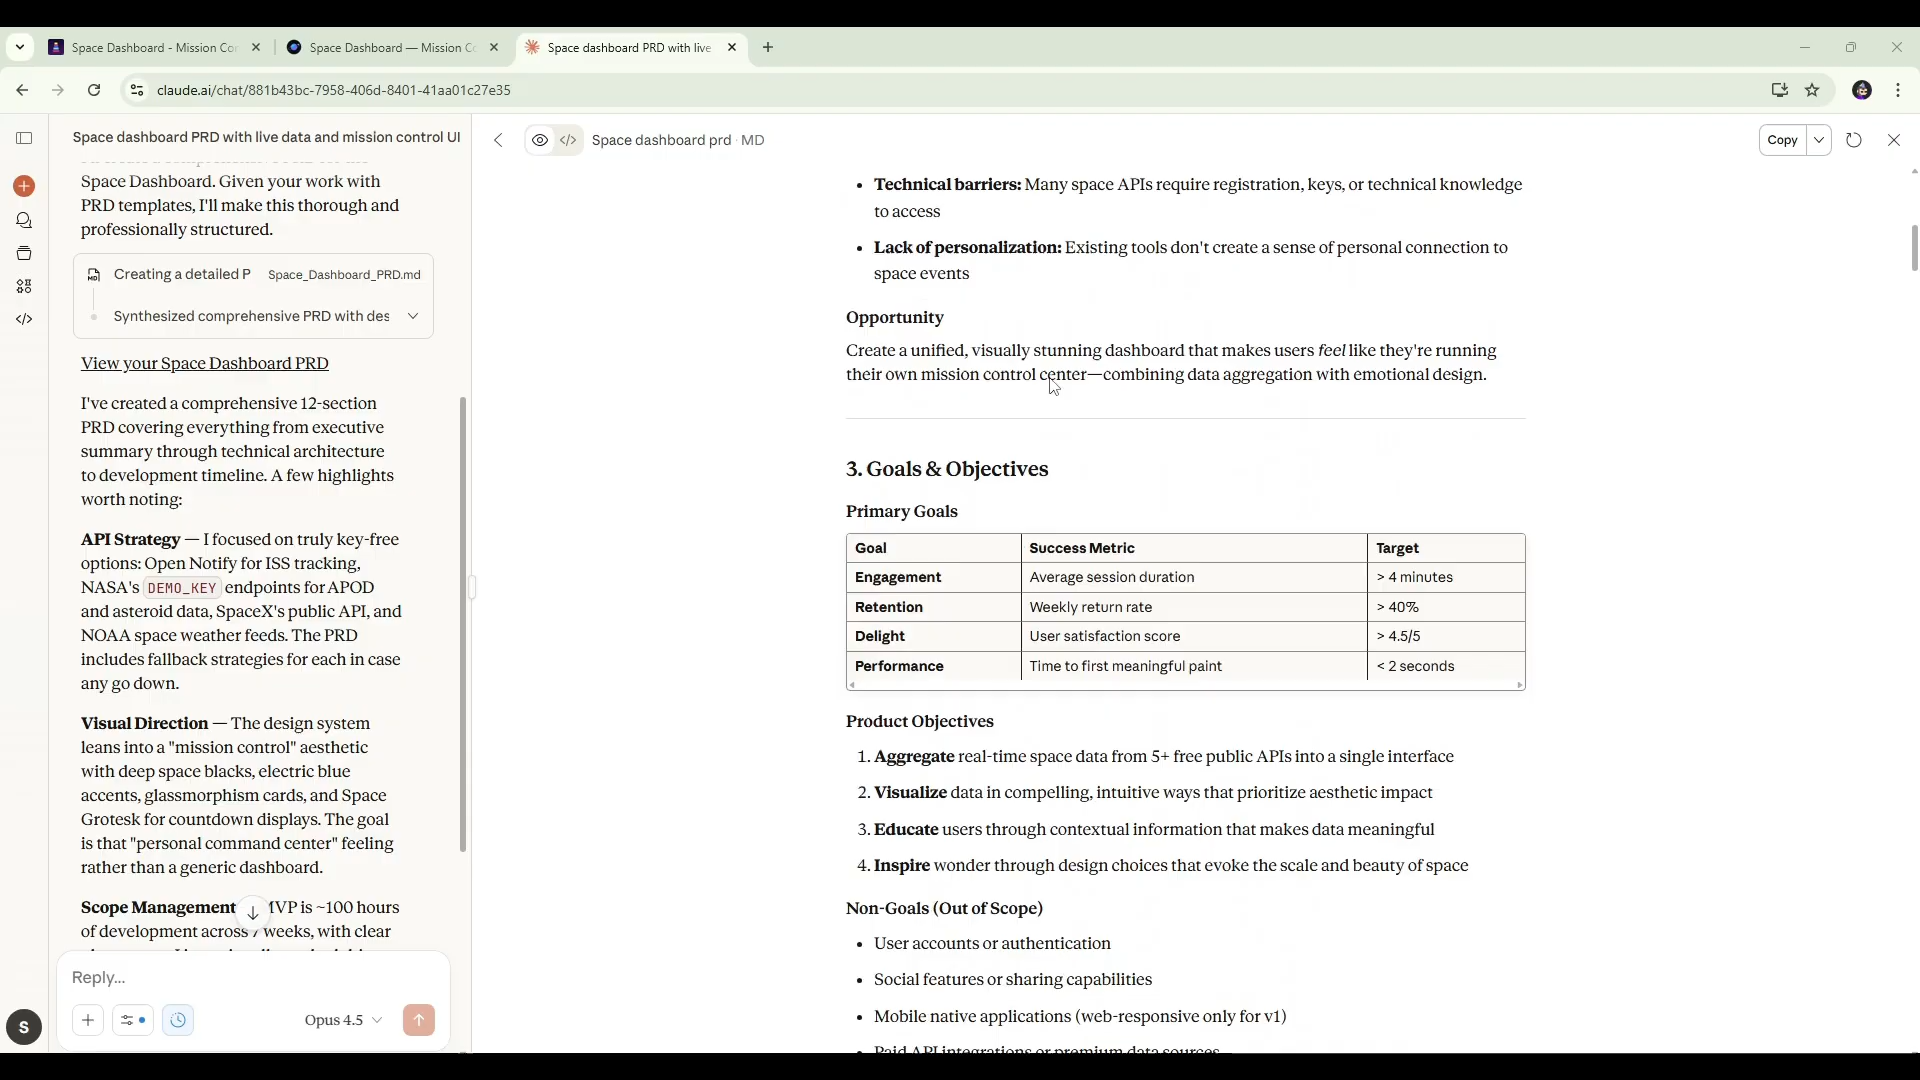 Space Dashboard - Mission Co
Space Dashboard — Mission C
Space dashboard PRD with live
claude.ai/chat/881b43bc-7958-406d-8401-41aa01c27e35
Space dashboard PRD with live data and mission control UI
Space Dashboard. Given your work with
PRD templates, I'll make this thorough and
professionally structured.
Creating a detailed P
Space_Dashboard_PRD.md
Synthesized comprehensive PRD with des
View your Space Dashboard PRD
I've created a comprehensive 12-section
PRD covering everything from executive
summary through technical architecture
to development timeline. A few highlights
worth noting:
API Strategy — I focused on truly key-free
options: Open Notify for ISS tracking,
NASA's DEMO_KEY endpoints for APOD
and asteroid data, SpaceX's public API, and
NOAA space weather feeds. The PRD
includes fallback strategies for each in case
any go down.
Visual Direction — The design system
leans into a "mission control" aesthetic
with deep space blacks, electric blue
accents, glassmorphism cards, and Space
Grotesk for countdown displays. The goal
is that "personal command center" feeling
rather than a generic dashboard.
Scope Management MVP is ~100 hours
of development across 7 weeks, with clear
Reply...
Opus 4.5
S
Space dashboard prd · MD
Copy
• Technical barriers: Many space APIs require registration, keys, or technical knowledge
to access
• Lack of personalization: Existing tools don't create a sense of personal connection to
space events
Opportunity
Create a unified, visually stunning dashboard that makes users feel like they're running
their own mission control center—combining data aggregation with emotional design.
3. Goals & Objectives
Primary Goals
Goal Success Metric Target
Engagement Average session duration > 4 minutes
Retention Weekly return rate > 40%
Delight User satisfaction score > 4.5/5
Performance Time to first meaningful paint < 2 seconds
Product Objectives
1. Aggregate real-time space data from 5+ free public APIs into a single interface
2. Visualize data in compelling, intuitive ways that prioritize aesthetic impact
3. Educate users through contextual information that makes data meaningful
4. Inspire wonder through design choices that evoke the scale and beauty of space
Non-Goals (Out of Scope)
• User accounts or authentication
• Social features or sharing capabilities
• Mobile native applications (web-responsive only for v1)
• Paid API integrations or premium data sources